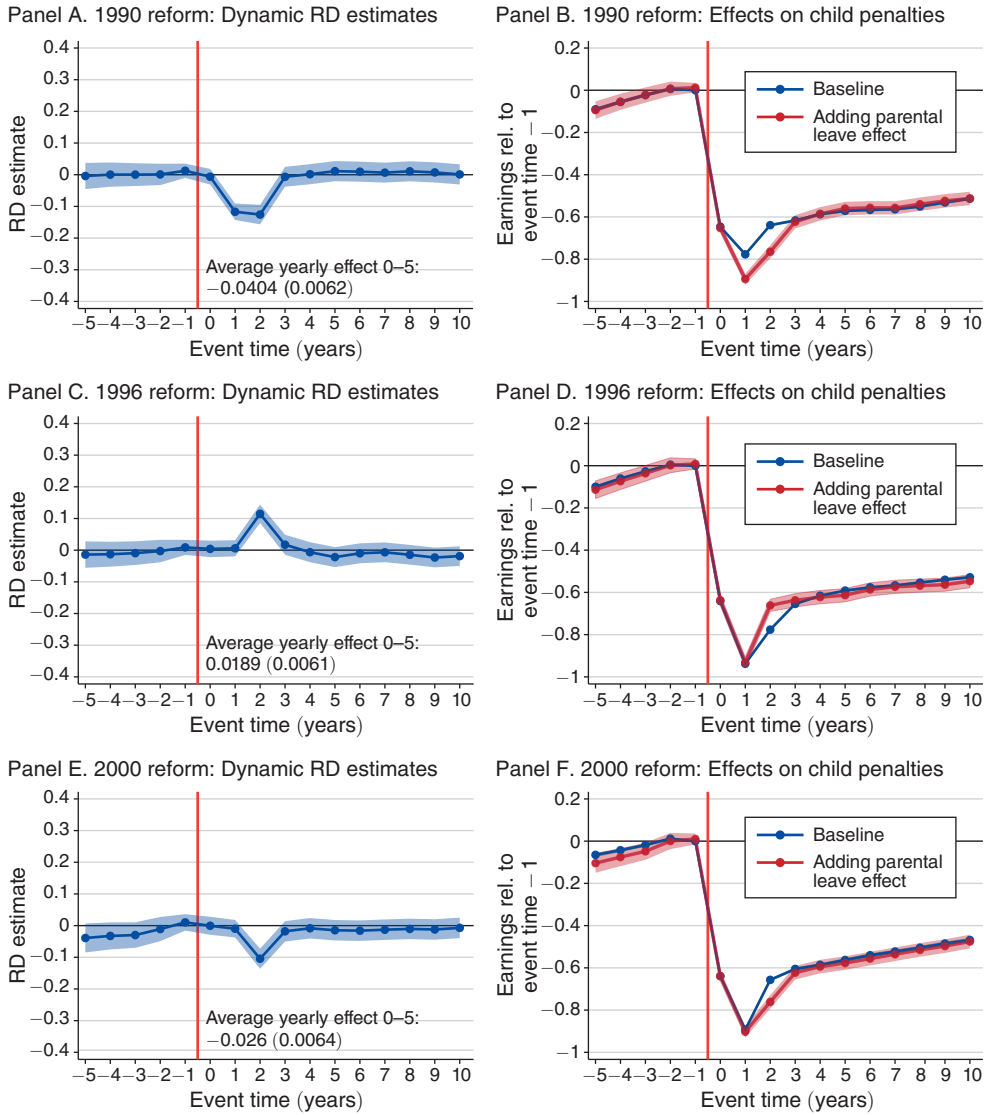 Panel A. 1990 reform: Dynamic RD estimates
0.4
0.3
0.2
0.1
0
−0.1
−0.2
−0.3
−0.4
RD estimate
Average yearly effect 0–5:
−0.0404 (0.0062)
−5 −4 −3 −2 −1 0 1 2 3 4 5 6 7 8 9 10
Event time (years)
Panel B. 1990 reform: Effects on child penalties
0.2
0
−0.2
−0.4
−0.6
−0.8
−1
Earnings rel. to
event time − 1
Baseline
Adding parental
leave effect
−5 −4 −3 −2 −1 0 1 2 3 4 5 6 7 8 9 10
Event time (years)
Panel C. 1996 reform: Dynamic RD estimates
0.4
0.3
0.2
0.1
0
−0.1
−0.2
−0.3
−0.4
RD estimate
Average yearly effect 0–5:
0.0189 (0.0061)
−5 −4 −3 −2 −1 0 1 2 3 4 5 6 7 8 9 10
Event time (years)
Panel D. 1996 reform: Effects on child penalties
0.2
0
−0.2
−0.4
−0.6
−0.8
−1
Earnings rel. to
event time − 1
Baseline
Adding parental
leave effect
−5 −4 −3 −2 −1 0 1 2 3 4 5 6 7 8 9 10
Event time (years)
Panel E. 2000 reform: Dynamic RD estimates
0.4
0.3
0.2
0.1
0
−0.1
−0.2
−0.3
−0.4
RD estimate
Average yearly effect 0–5:
−0.026 (0.0064)
−5 −4 −3 −2 −1 0 1 2 3 4 5 6 7 8 9 10
Event time (years)
Panel F. 2000 reform: Effects on child penalties
0.2
0
−0.2
−0.4
−0.6
−0.8
−1
Earnings rel. to
event time − 1
Baseline
Adding parental
leave effect
−5 −4 −3 −2 −1 0 1 2 3 4 5 6 7 8 9 10
Event time (years)